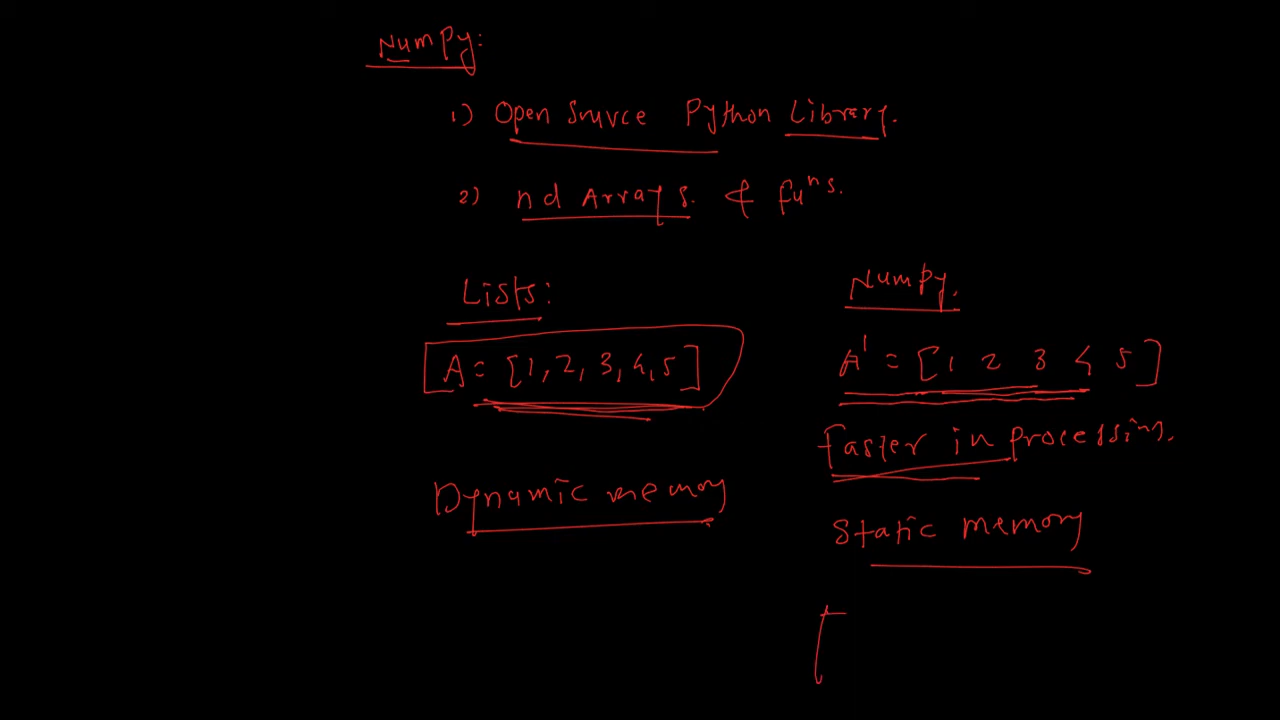 NumPy:
1) Open Source Python Library.
2) nd Arrays. & fuⁿˢ.
Lists:
A = [1, 2, 3, 4, 5]
Dynamic memory
Numpy.
A' = [1 2 3 4 5]
faster in processing.
Static memory